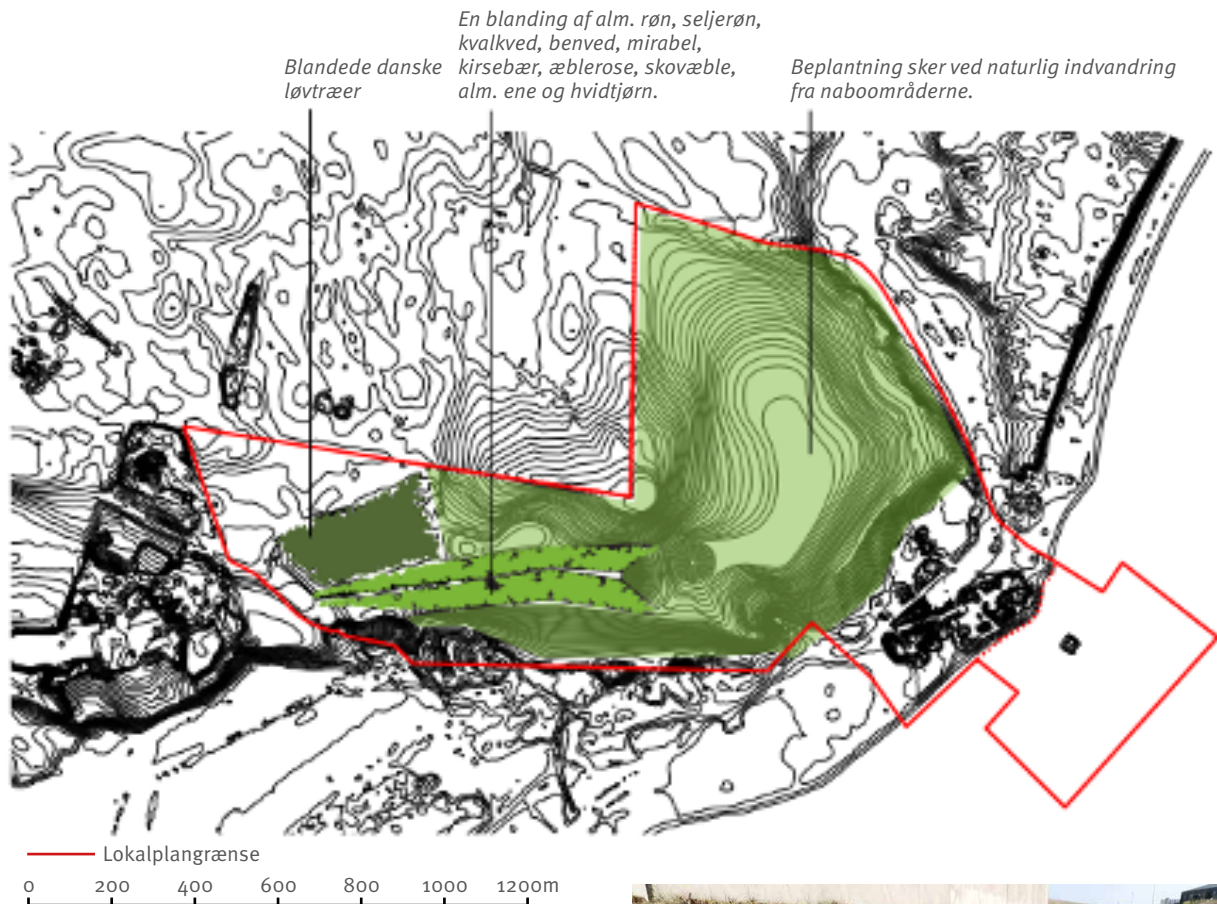 Blandede danske
løvtræer
En blanding af alm. røn, seljerøn,
kvalkved, benved, mirabel,
kirsebær, æblerose, skovæble,
alm. ene og hvidtjørn.
Beplantning sker ved naturlig indvandring
fra naboområderne.
Lokalplangrænse
0 200 400 600 800 1000 1200m